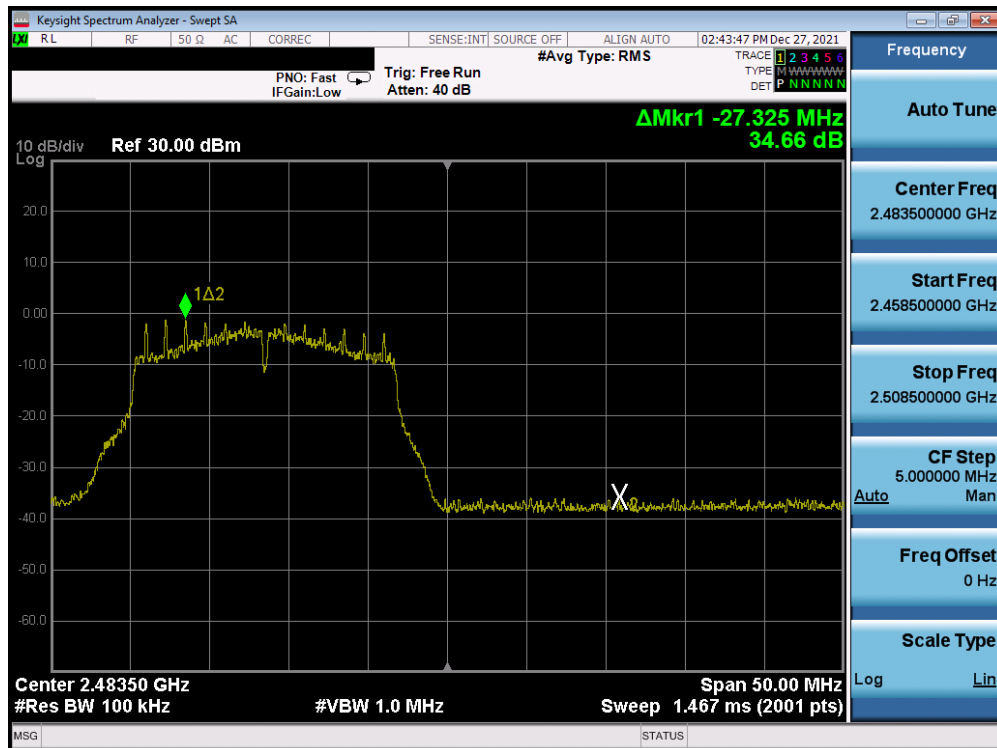 Keysight Spectrum Analyzer - Swept SA
LXI RL RF 50 Ω AC CORREC SENSE:INT SOURCE OFF ALIGN AUTO 02:43:47 PM Dec 27, 2021
#Avg Type: RMS TRACE 1 2 3 4 5 6
PNO: Fast Trig: Free Run TYPE M W W W W W
IFGain:Low Atten: 40 dB DET P N N N N N
ΔMkr1 -27.325 MHz
34.66 dB
10 dB/div Ref 30.00 dBm
Log
20.0
10.0
1Δ2
0.00
-10.0
-20.0
-30.0
X2
-40.0
-50.0
-60.0
Center 2.48350 GHz Span 50.00 MHz
#Res BW 100 kHz #VBW 1.0 MHz Sweep 1.467 ms (2001 pts)
MSG STATUS
Frequency
Auto Tune
Center Freq
2.483500000 GHz
Start Freq
2.458500000 GHz
Stop Freq
2.508500000 GHz
CF Step
5.000000 MHz
Auto Man
Freq Offset
0 Hz
Scale Type
Log Lin